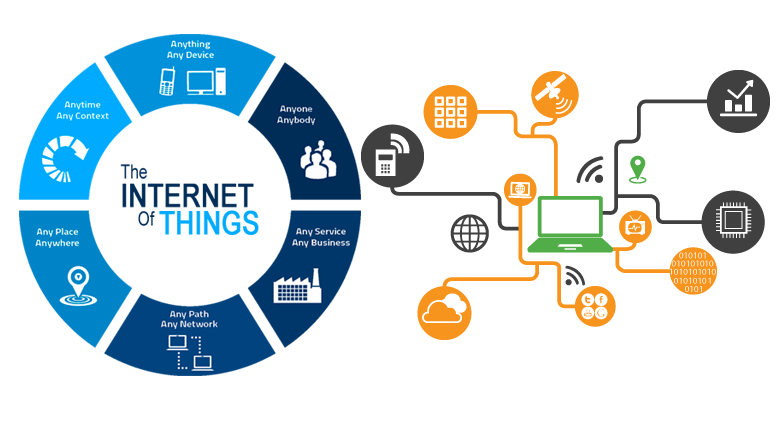 Anything
Any Device
Anytime
Any Context
Anyone
Anybody
The
INTERNET
Of THINGS
Any Place
Anywhere
Any Service
Any Business
Any Path
Any Network
010101
0101010101
1010101010
01010101
0101